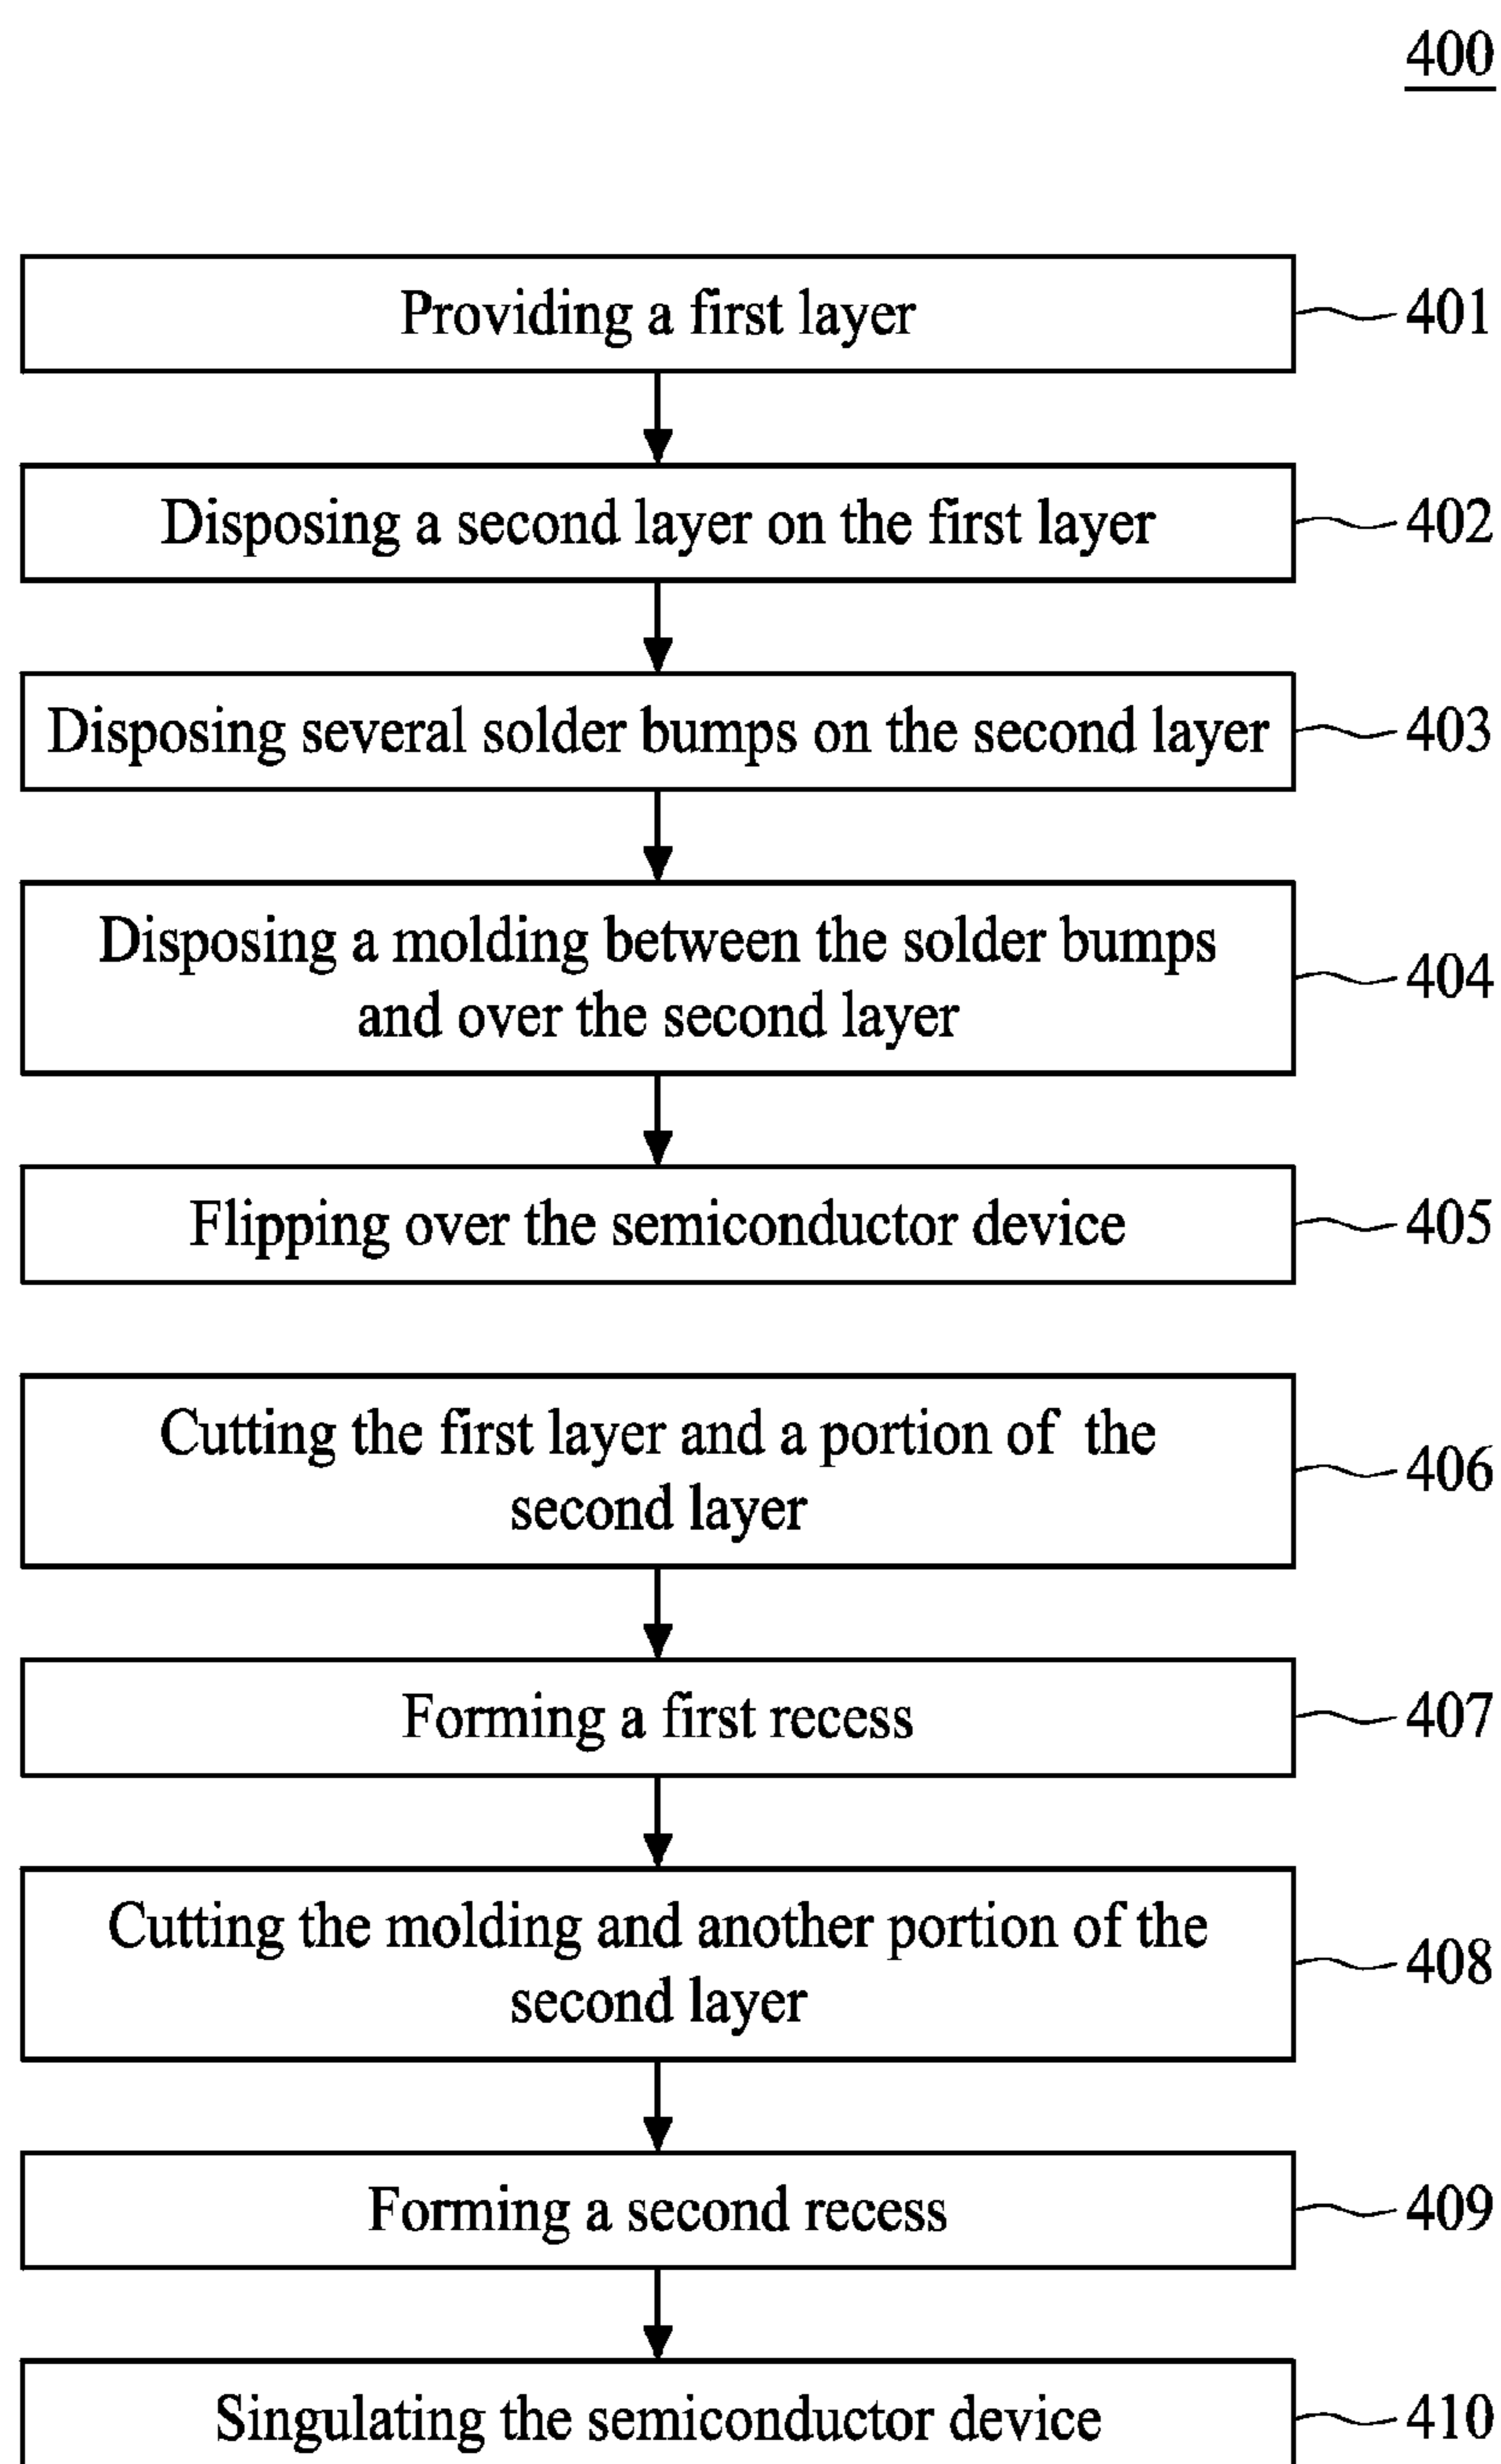 400
Providing a first layer
401
Disposing a second layer on the first layer
402
Disposing several solder bumps on the second layer
403
Disposing a molding between the solder bumps
and over the second layer
404
Flipping over the semiconductor device
405
Cutting the first layer and a portion of the
second layer
406
Forming a first recess
407
Cutting the molding and another portion of the
second layer
408
Forming a second recess
409
Singulating the semiconductor device
410